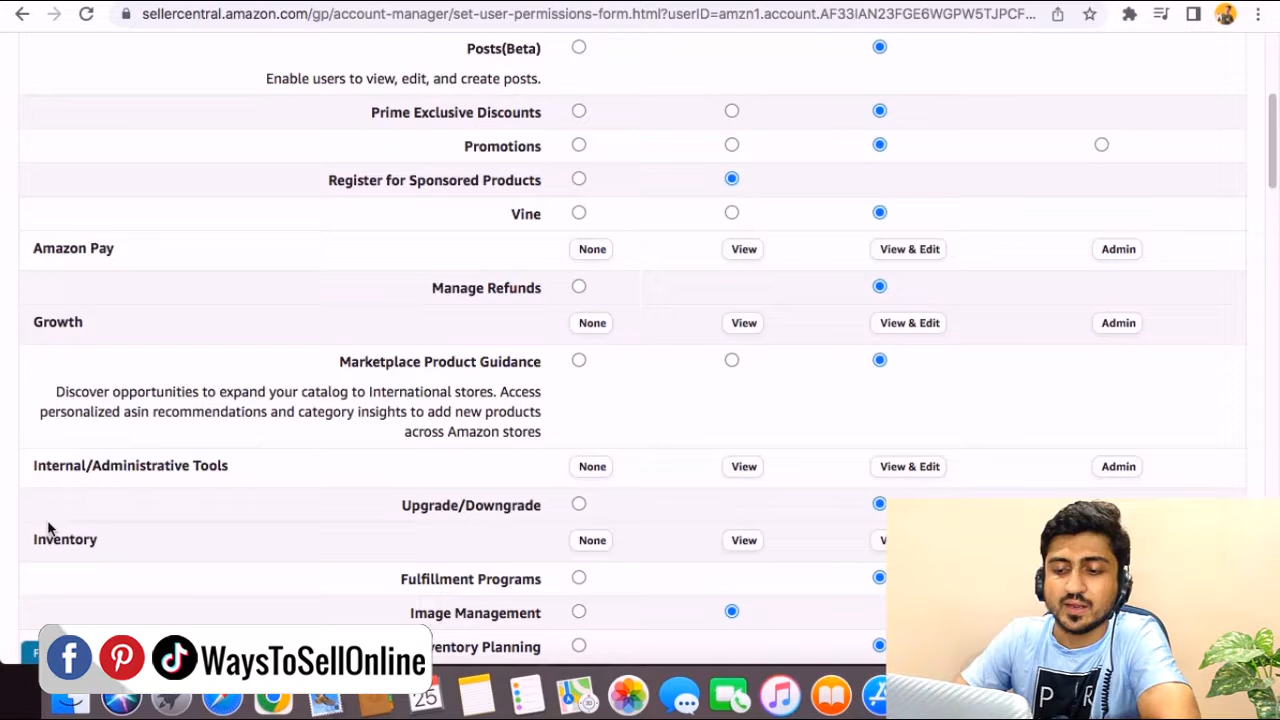 sellercentral.amazon.com/gp/account-manager/set-user-permissions-form.html?userID=amzn1.account.AF33IAN23FGE6WGPW5TJPCF...
Posts(Beta)
Enable users to view, edit, and create posts.
Prime Exclusive Discounts
Promotions
Register for Sponsored Products
Vine
Amazon Pay None View View & Edit Admin
Manage Refunds
Growth None View View & Edit Admin
Marketplace Product Guidance
Discover opportunities to expand your catalog to International stores. Access
personalized asin recommendations and category insights to add new products
across Amazon stores
Internal/Administrative Tools None View View & Edit Admin
Upgrade/Downgrade
Inventory None View
Fulfillment Programs
Image Management
ventory Planning
WaysToSellOnline
25
P R